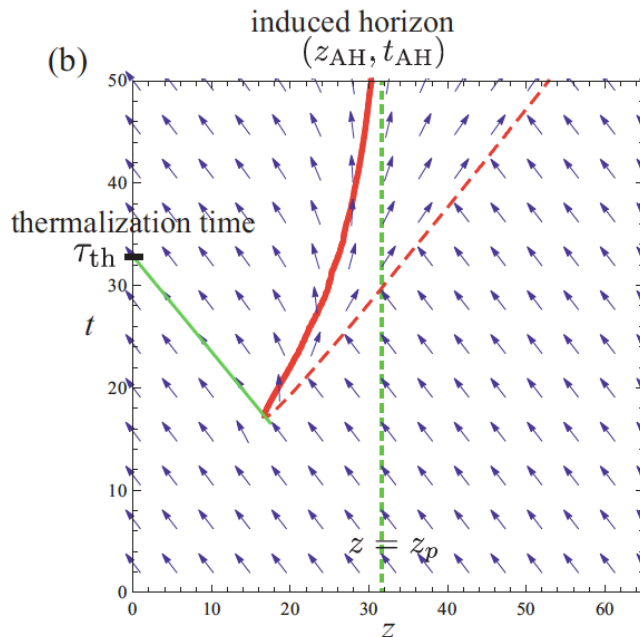 induced horizon
(z_AH, t_AH)
(b)
50
40
thermalization time
τ_th
30
t
20
10
z = z_p
0
0 10 20 30 40 50 60
z